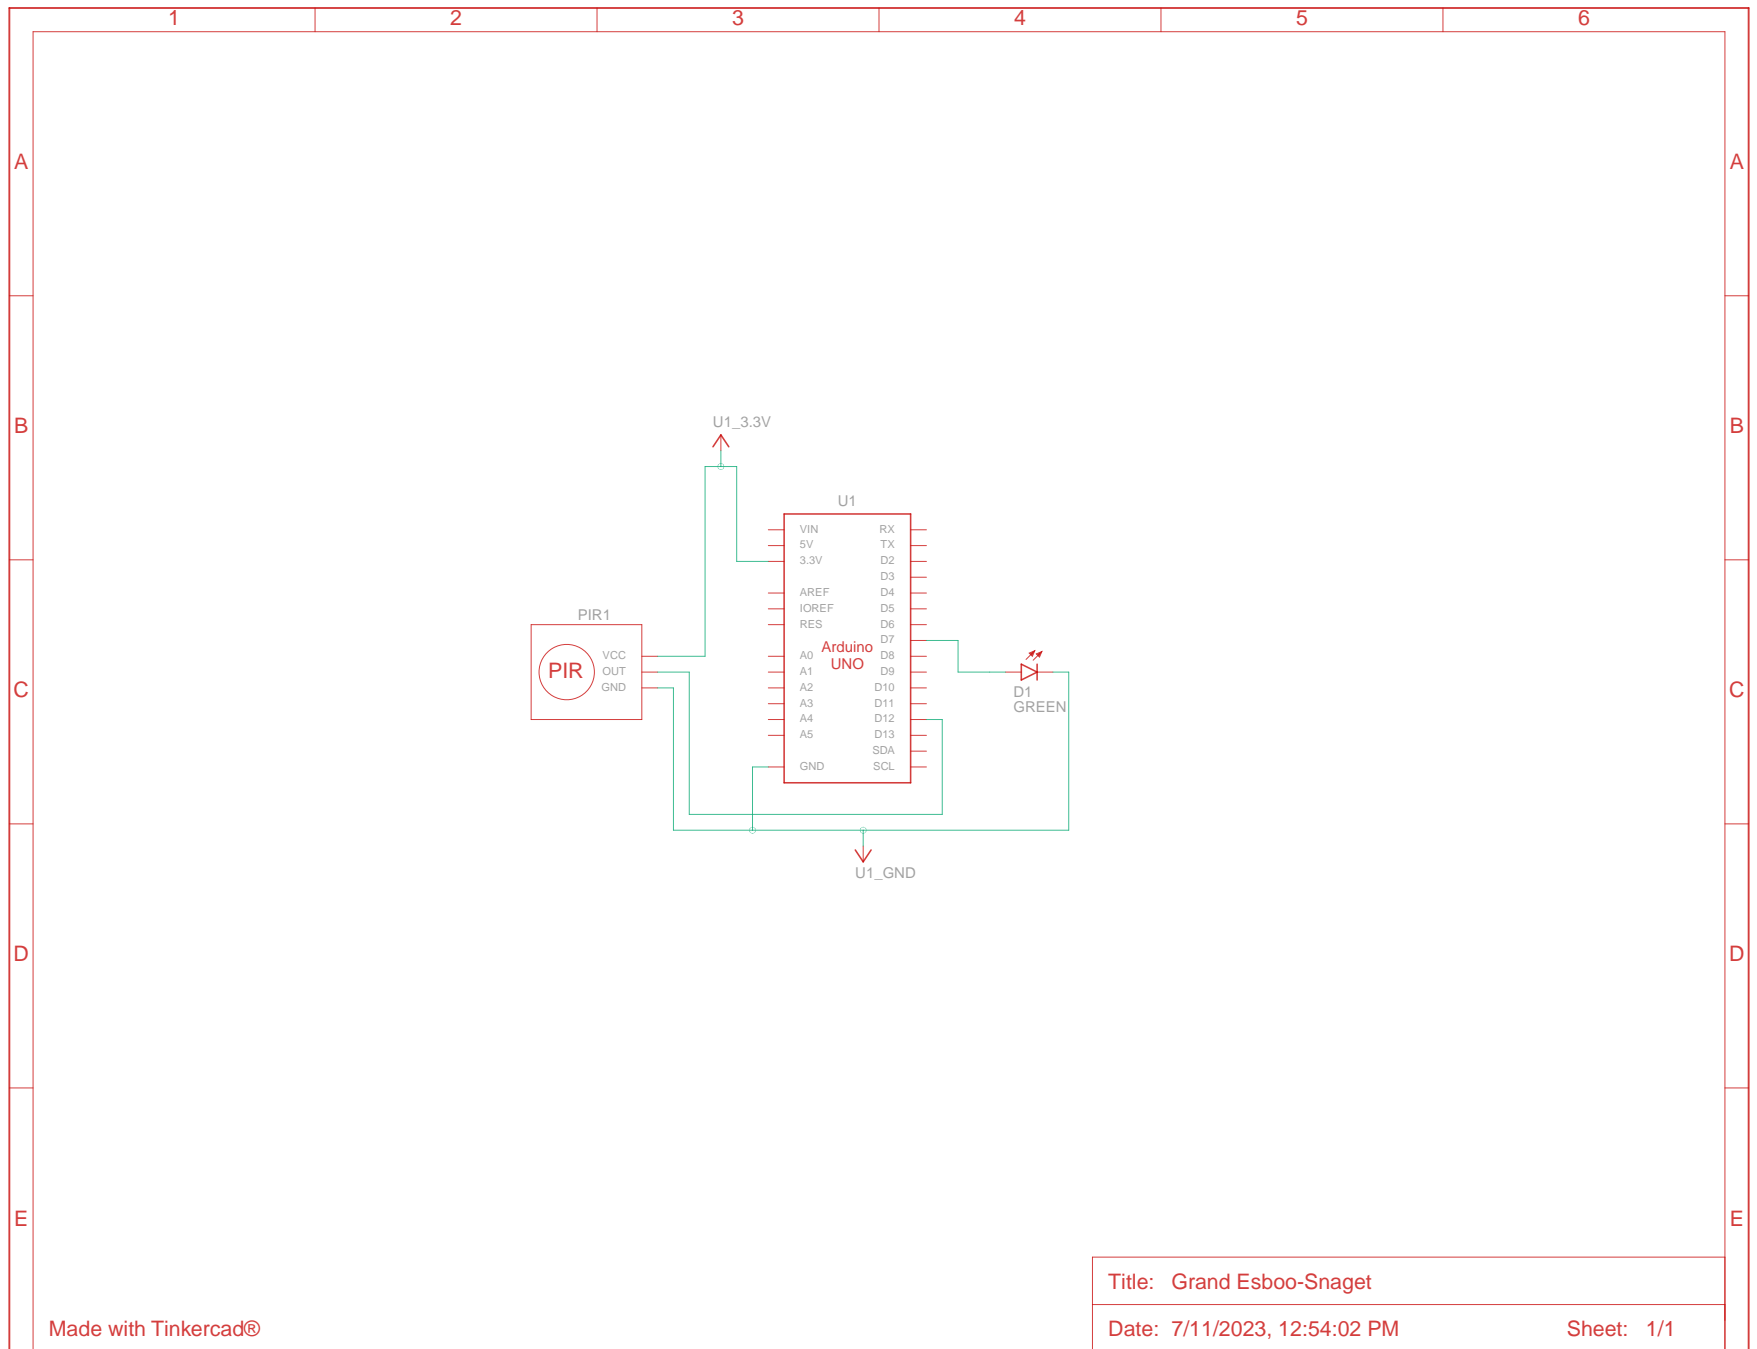 1 2 3 4 5 6
A A
B B
U1_3.3V
U1
VIN RX
5V TX
3.3V D2
D3
AREF D4
IOREF D5
RES D6
D7
Arduino
UNO
A0 D8
A1 D9
A2 D10
A3 D11
A4 D12
A5 D13
SDA
GND SCL
PIR1
PIR
VCC
OUT
GND
D1
GREEN
C C
U1_GND
D D
E E
Title: Grand Esboo-Snaget
Made with Tinkercad®
Date: 7/11/2023, 12:54:02 PM Sheet: 1/1